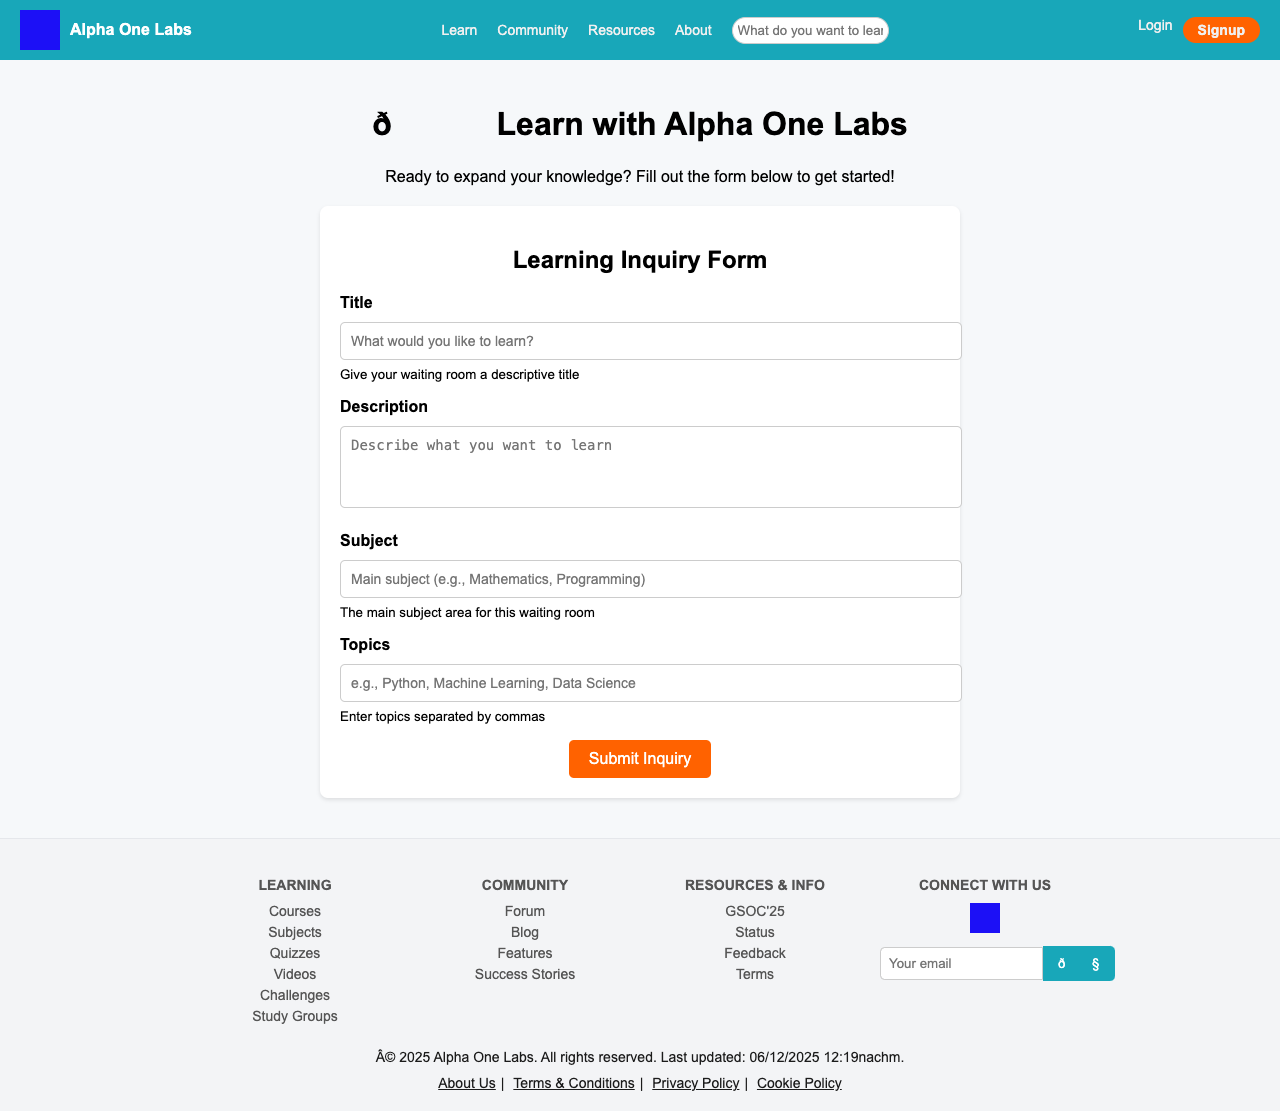 Alpha One Labs
Learn Community Resources About What do you want to lear Login Signup
ð Learn with Alpha One Labs
Ready to expand your knowledge? Fill out the form below to get started!
Learning Inquiry Form
Title
What would you like to learn?
Give your waiting room a descriptive title
Description
Describe what you want to learn
Subject
Main subject (e.g., Mathematics, Programming)
The main subject area for this waiting room
Topics
e.g., Python, Machine Learning, Data Science
Enter topics separated by commas
Submit Inquiry
LEARNING
Courses
Subjects
Quizzes
Videos
Challenges
Study Groups
COMMUNITY
Forum
Blog
Features
Success Stories
RESOURCES & INFO
GSOC'25
Status
Feedback
Terms
CONNECT WITH US
Your email ð §
Â© 2025 Alpha One Labs. All rights reserved. Last updated: 06/12/2025 12:19nachm.
About Us | Terms & Conditions | Privacy Policy | Cookie Policy